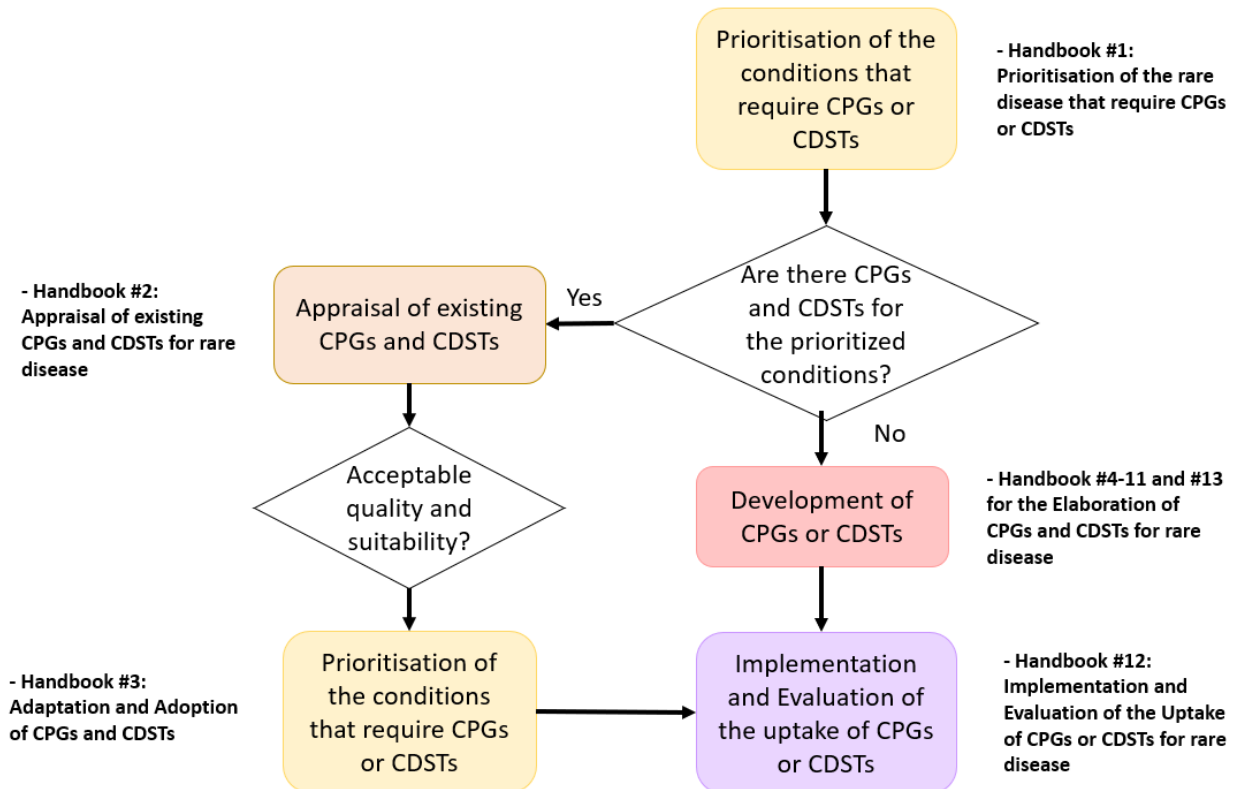 Prioritisation of the
conditions that
require CPGs or
CDSTs
- Handbook #1:
Prioritisation of the rare
disease that require CPGs
or CDSTs
Are there CPGs
and CDSTs for
the prioritized
conditions?
Yes
Appraisal of existing
CPGs and CDSTs
- Handbook #2:
Appraisal of existing
CPGs and CDSTs for rare
disease
No
Acceptable
quality and
suitability?
Development of
CPGs or CDSTs
- Handbook #4-11 and #13
for the Elaboration of
CPGs and CDSTs for rare
disease
- Handbook #3:
Adaptation and Adoption
of CPGs and CDSTs
Prioritisation of
the conditions
that require CPGs
or CDSTs
Implementation
and Evaluation of
the uptake of CPGs
or CDSTs
- Handbook #12:
Implementation and
Evaluation of the Uptake
of CPGs or CDSTs for rare
disease